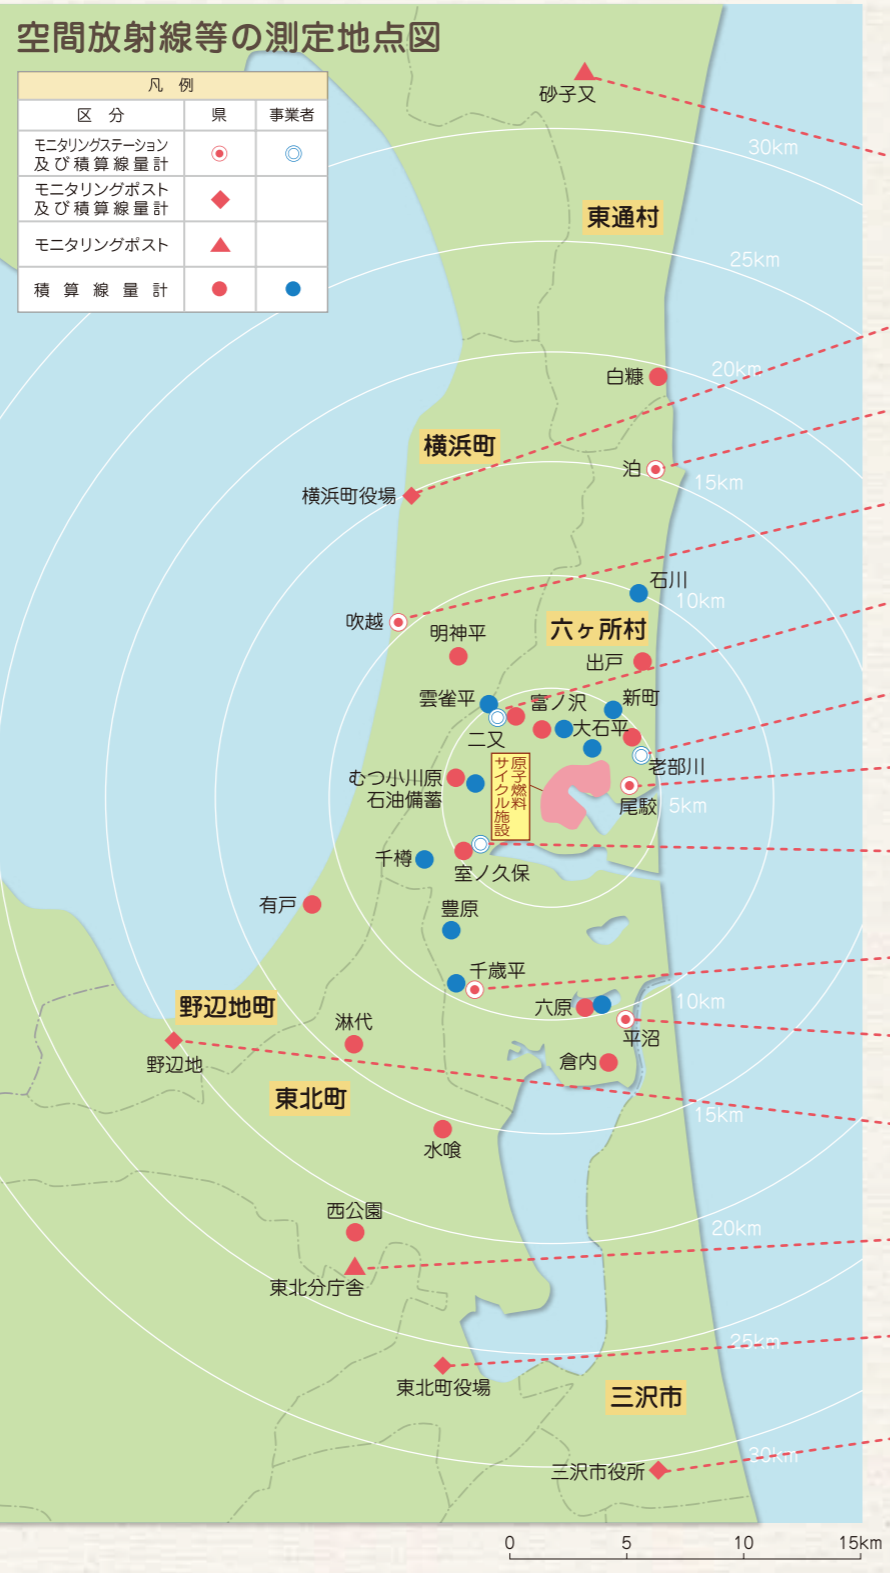 空間放射線等の測定地点図
凡 例
区 分 県 事業者
モニタリングステーション
及び積算線量計
モニタリングポスト
及び積算線量計
モニタリングポスト
積 算 線 量 計
砂子又
30km
東通村
25km
20km
白糠
横浜町
泊
15km
横浜町役場
石川
10km
吹越
六ヶ所村
明神平
出戸
雲雀平
富ノ沢
新町
二又
大石平
老部川
原子燃料
サイクル施設
むつ小川原
石油備蓄
尾駮
5km
千樽
室ノ久保
有戸
豊原
千歳平
野辺地町
六原
10km
淋代
平沼
野辺地
倉内
東北町
15km
水喰
西公園
20km
東北分庁舎
25km
東北町役場
三沢市
30km
三沢市役所
0 5 10 15km